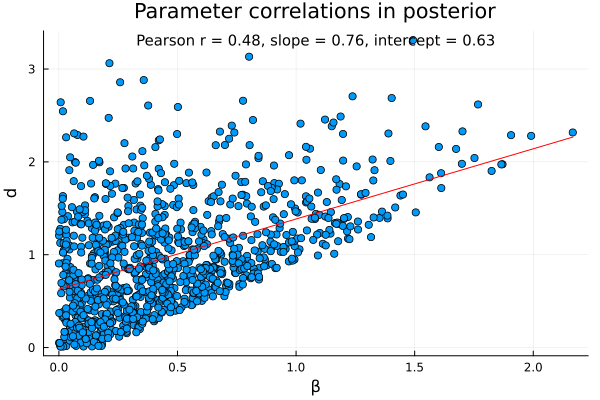 Parameter correlations in posterior
Pearson r = 0.48, slope = 0.76, intercept = 0.63
3
2
d
1
0
0.0 0.5 1.0 1.5 2.0
β